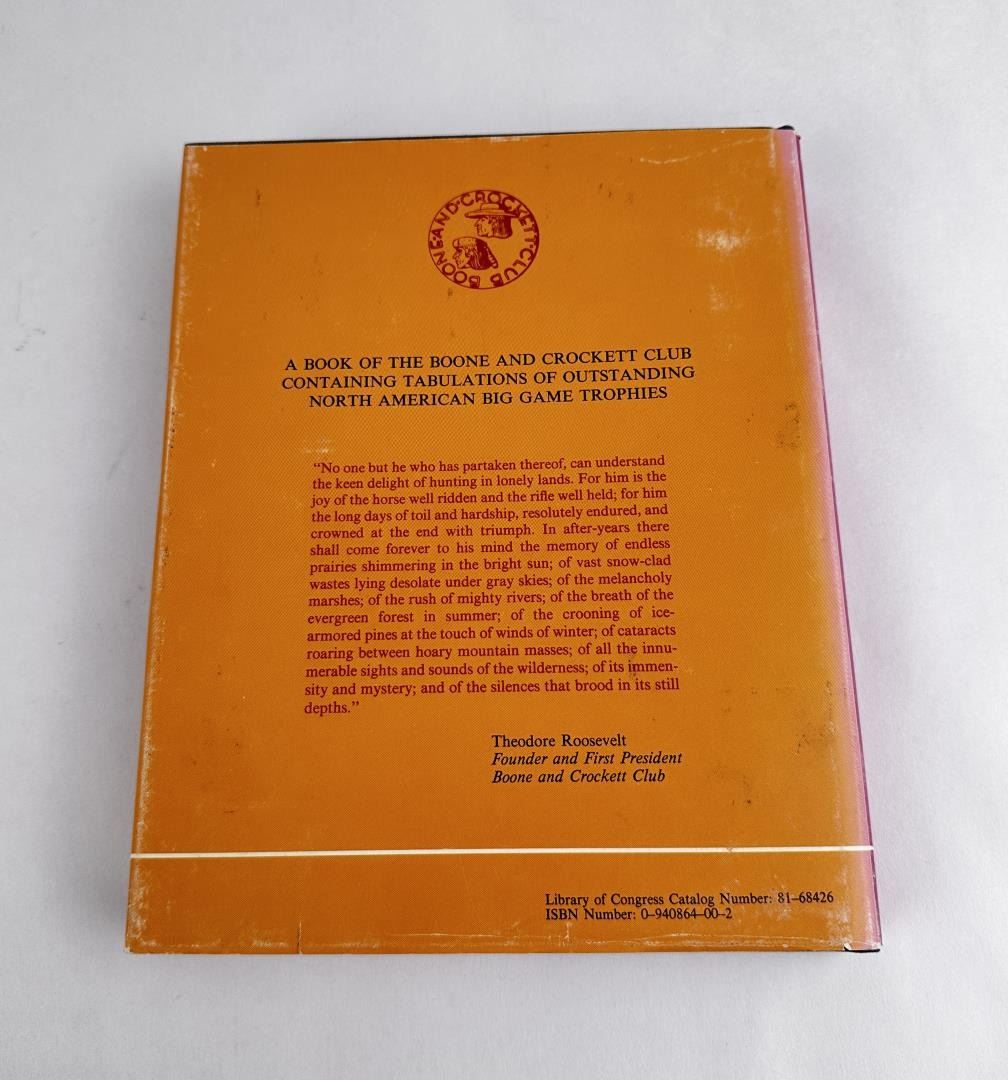 BOONE·AND·CROCKETT·CLUB
A BOOK OF THE BOONE AND CROCKETT CLUB
CONTAINING TABULATIONS OF OUTSTANDING
NORTH AMERICAN BIG GAME TROPHIES
“No one but he who has partaken thereof, can understand
the keen delight of hunting in lonely lands. For him is the
joy of the horse well ridden and the rifle well held; for him
the long days of toil and hardship, resolutely endured, and
crowned at the end with triumph. In after-years there
shall come forever to his mind the memory of endless
prairies shimmering in the bright sun; of vast snow-clad
wastes lying desolate under gray skies; of the melancholy
marshes; of the rush of mighty rivers; of the breath of the
evergreen forest in summer; of the crooning of ice-
armored pines at the touch of winds of winter; of cataracts
roaring between hoary mountain masses; of all the innu-
merable sights and sounds of the wilderness; of its immen-
sity and mystery; and of the silences that brood in its still
depths.”
Theodore Roosevelt
Founder and First President
Boone and Crockett Club
Library of Congress Catalog Number: 81–68426
ISBN Number: 0–940864–00–2